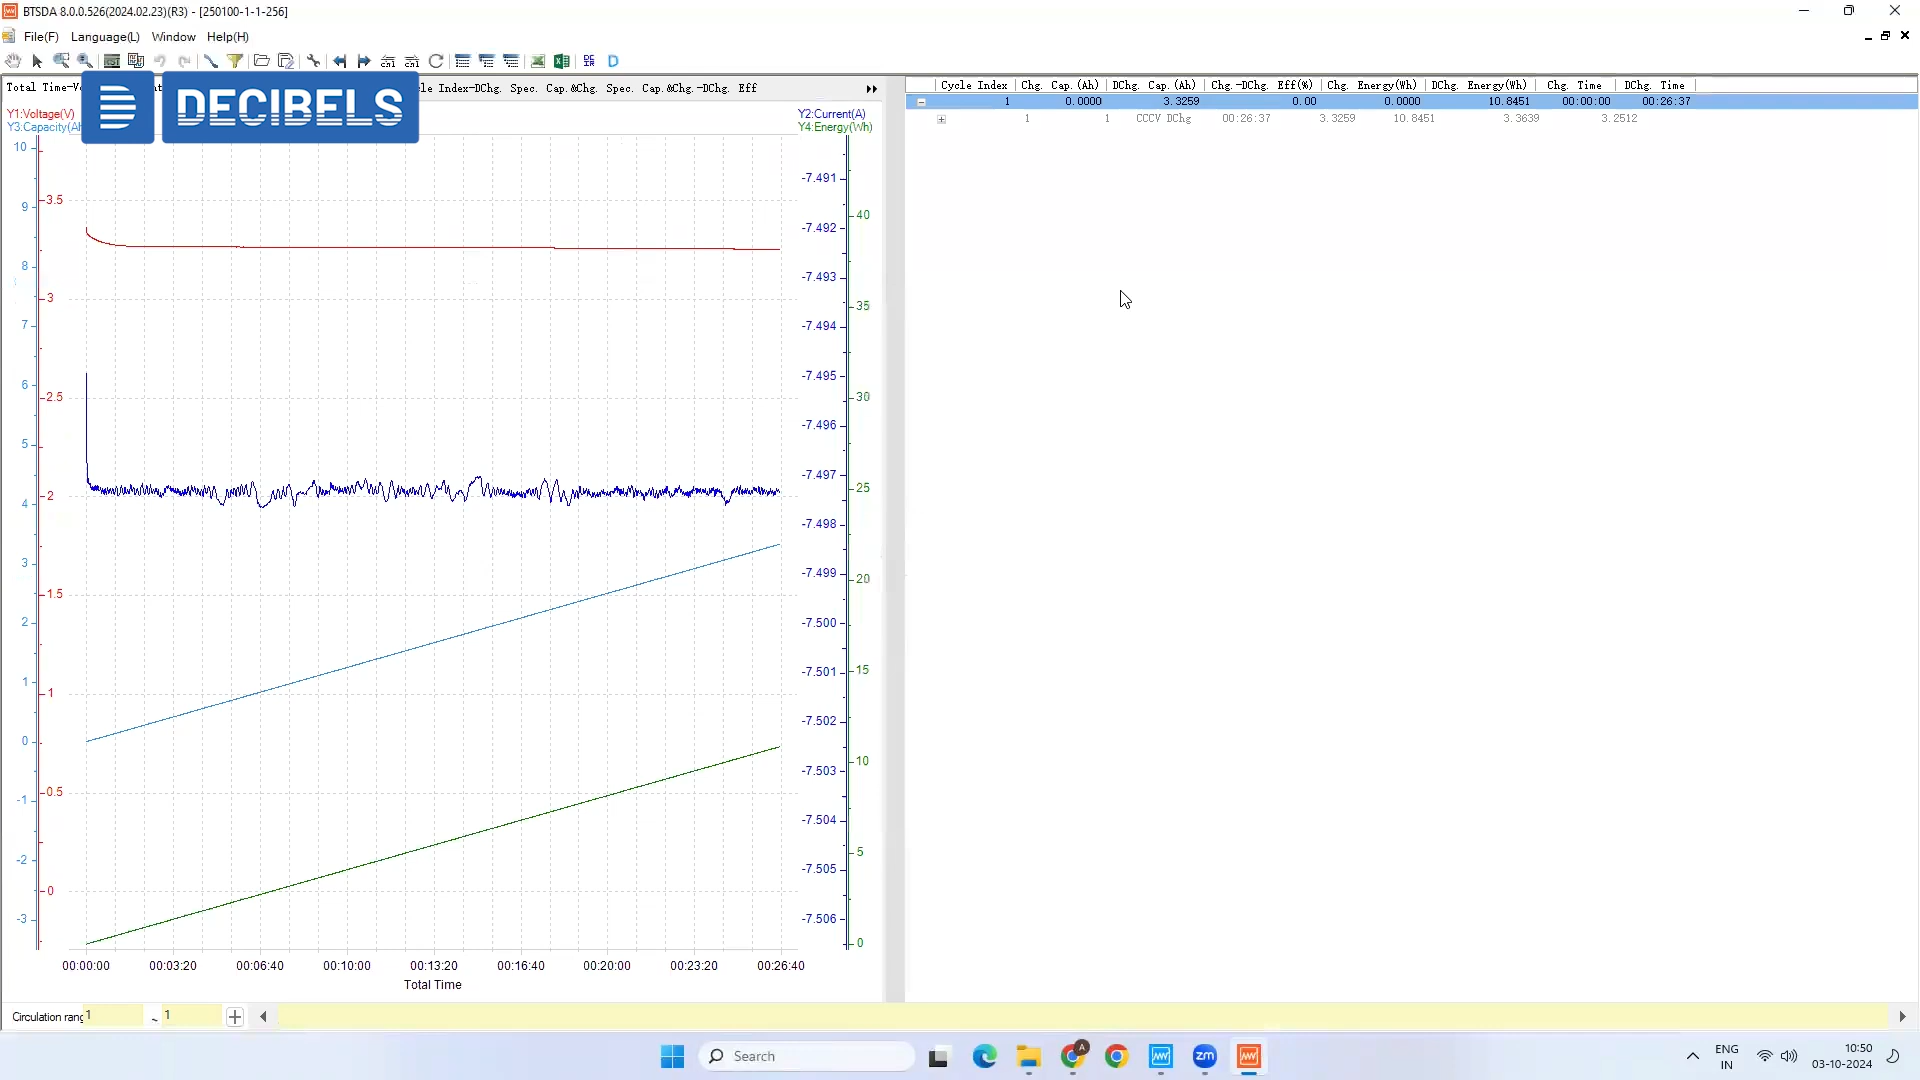 BTSDA 8.0.0.526(2024.02.23)(R3) - [250100-1-1-256]
File(F) Language(L) Window Help(H)
Total Time-V
DECIBELS
le Index-DChg. Spec. Cap.&Chg. Spec. Cap.&Chg.-DChg. Eff
Y1:Voltage(V)
Y3:Capacity(Ah
Y2:Current(A)
Y4:Energy(Wh)
10
9
8
7
6
5
4
3
2
1
0
-1
-2
-3
3.5
3
2.5
2
1.5
1
0.5
0
-7.491
-7.492
-7.493
-7.494
-7.495
-7.496
-7.497
-7.498
-7.499
-7.500
-7.501
-7.502
-7.503
-7.504
-7.505
-7.506
40
35
30
25
20
15
10
5
0
00:00:00 00:03:20 00:06:40 00:10:00 00:13:20 00:16:40 00:20:00 00:23:20 00:26:40
Total Time
Cycle Index Chg. Cap.(Ah) DChg. Cap.(Ah) Chg.-DChg. Eff(%) Chg. Energy(Wh) DChg. Energy(Wh) Chg. Time DChg. Time
1 0.0000 3.3259 0.00 0.0000 10.8451 00:00:00 00:26:37
1 1 CCCV DChg 00:26:37 3.3259 10.8451 3.3639 3.2512
Circulation rang 1 ~ 1
Search
ENG
IN
10:50
03-10-2024